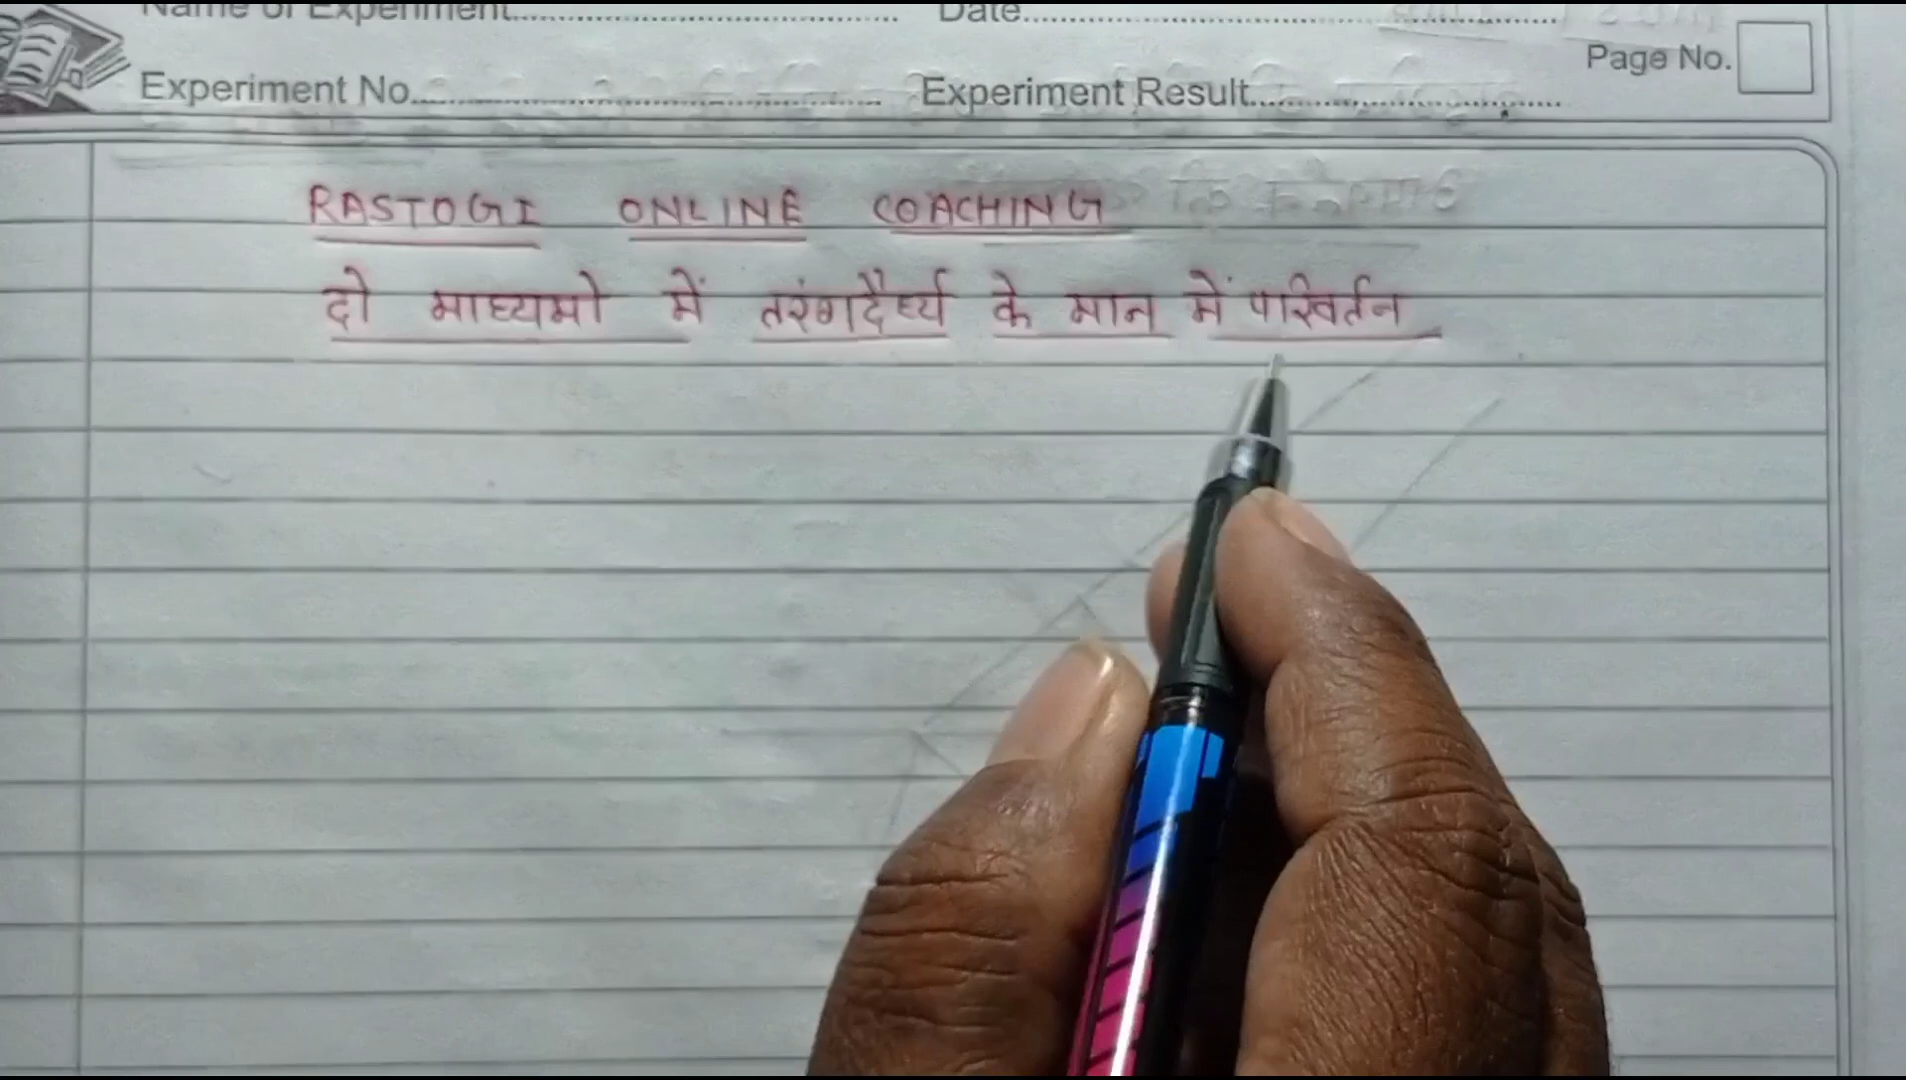 Name of Experiment.................... Date....................
Page No.
Experiment No.................... Experiment Result....................
RASTOGI ONLINE COACHING
दो माध्यमो में तरंगदैर्ध्य के मान में परिवर्तन